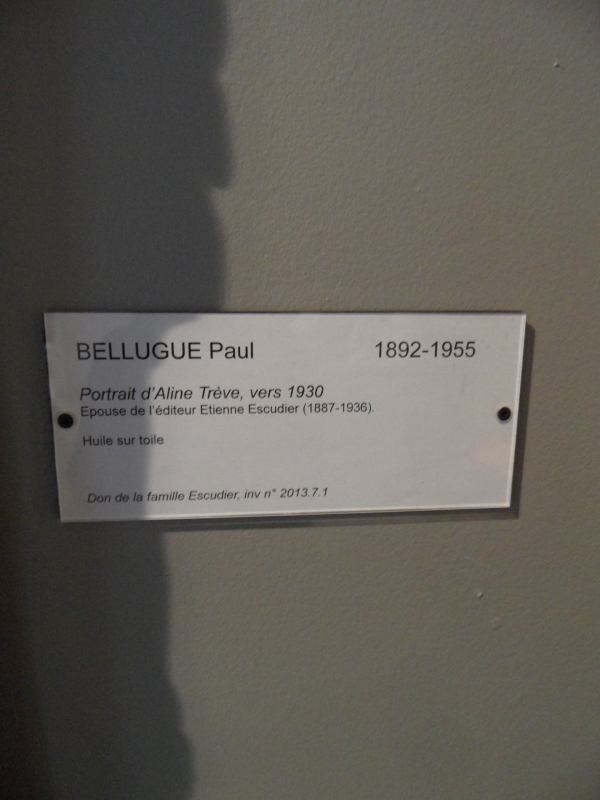 BELLUGUE Paul 1892-1955
Portrait d'Aline Trève, vers 1930
Epouse de l'éditeur Etienne Escudier (1887-1936).
Huile sur toile
Don de la famille Escudier, inv n° 2013.7.1